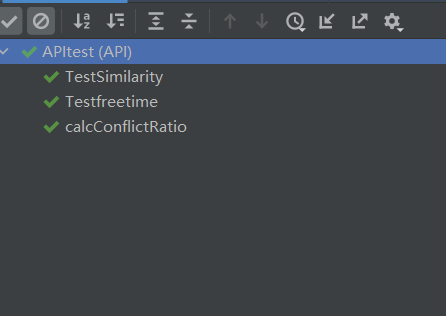 APItest (API)
TestSimilarity
Testfreetime
calcConflictRatio